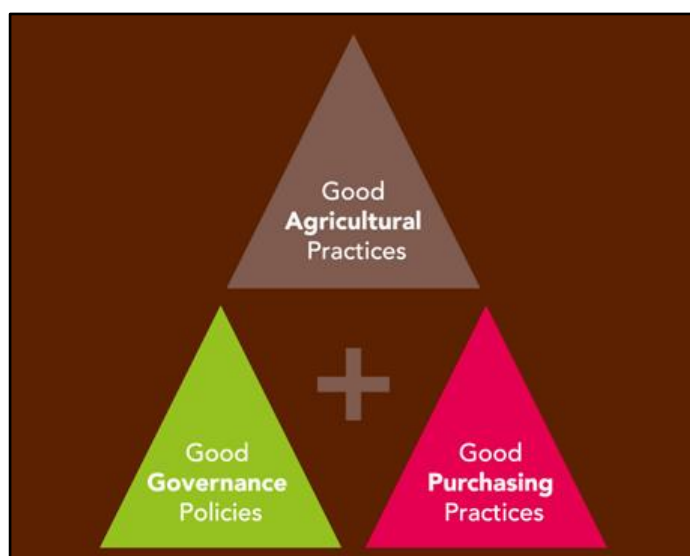 Good
Agricultural
Practices
+
Good
Governance
Policies
Good
Purchasing
Practices